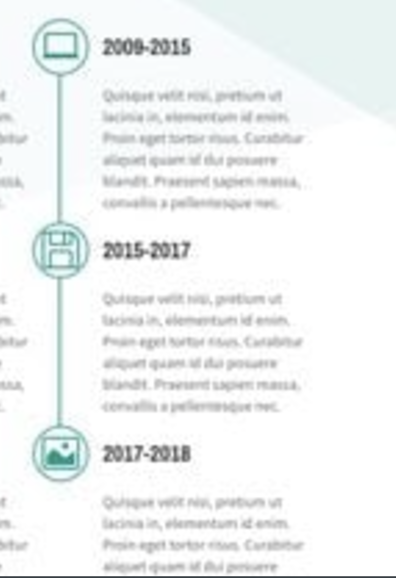 2009-2015
Quisque velit nisi, pretium ut
lacinia in, elementum id enim.
Proin eget tortor risus. Curabitur
aliquet quam id dui posuere
blandit. Praesent sapien massa,
convallis a pellentesque nec.
2015-2017
Quisque velit nisi, pretium ut
lacinia in, elementum id enim.
Proin eget tortor risus. Curabitur
aliquet quam id dui posuere
blandit. Praesent sapien massa,
convallis a pellentesque nec.
2017-2018
Quisque velit nisi, pretium ut
lacinia in, elementum id enim.
Proin eget tortor risus. Curabitur
aliquet quam id dui posuere